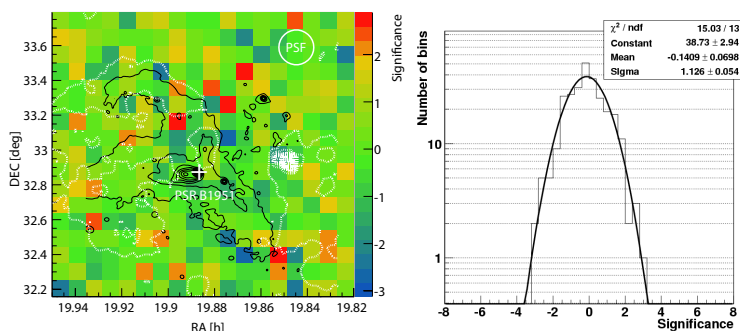 33.6
33.4
33.2
33
32.8
32.6
32.4
32.2
DEC [deg]
19.94
19.92
19.9
19.88
19.86
19.84
19.82
RA [h]
PSF
PSR B1951
Significance
2
1
0
-1
-2
-3
χ² / ndf 15.03 / 13
Constant 38.73 ± 2.94
Mean -0.1409 ± 0.0698
Sigma 1.126 ± 0.054
Number of bins
10
1
-8
-6
-4
-2
0
2
4
6
8
Significance